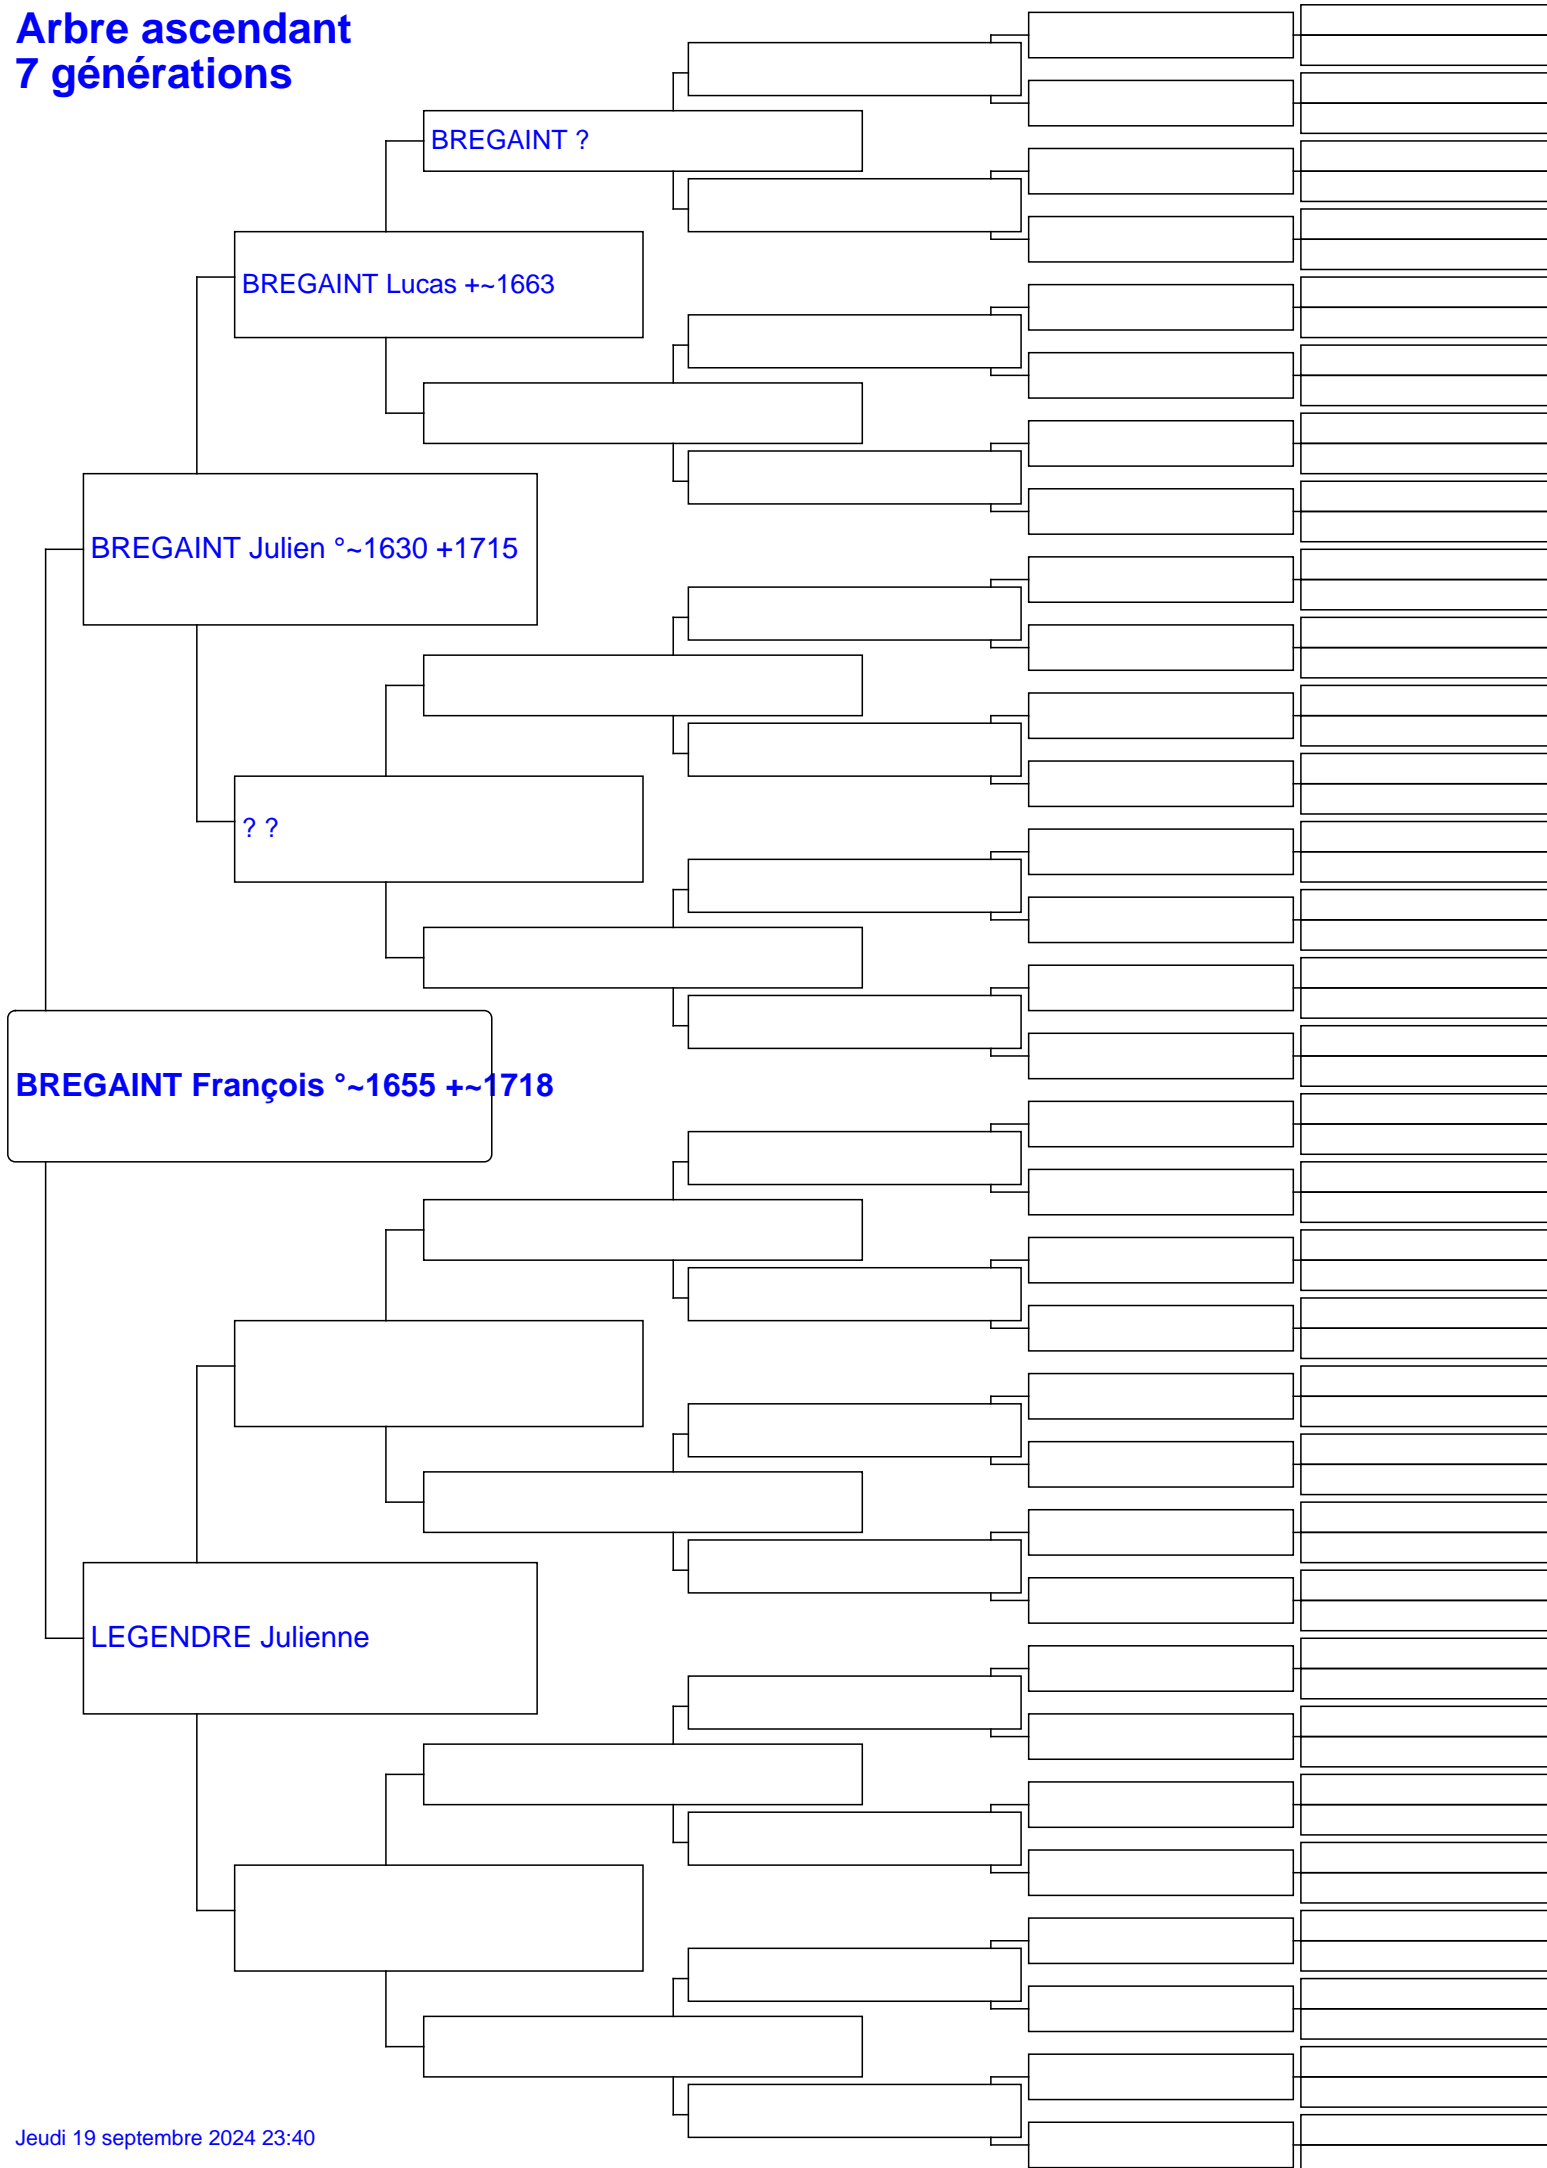 Arbre ascendant
7 générations
BREGAINT ?
BREGAINT Lucas +~1663
BREGAINT Julien °~1630 +1715
? ?
BREGAINT François °~1655 +~1718
LEGENDRE Julienne
Jeudi 19 septembre 2024 23:40